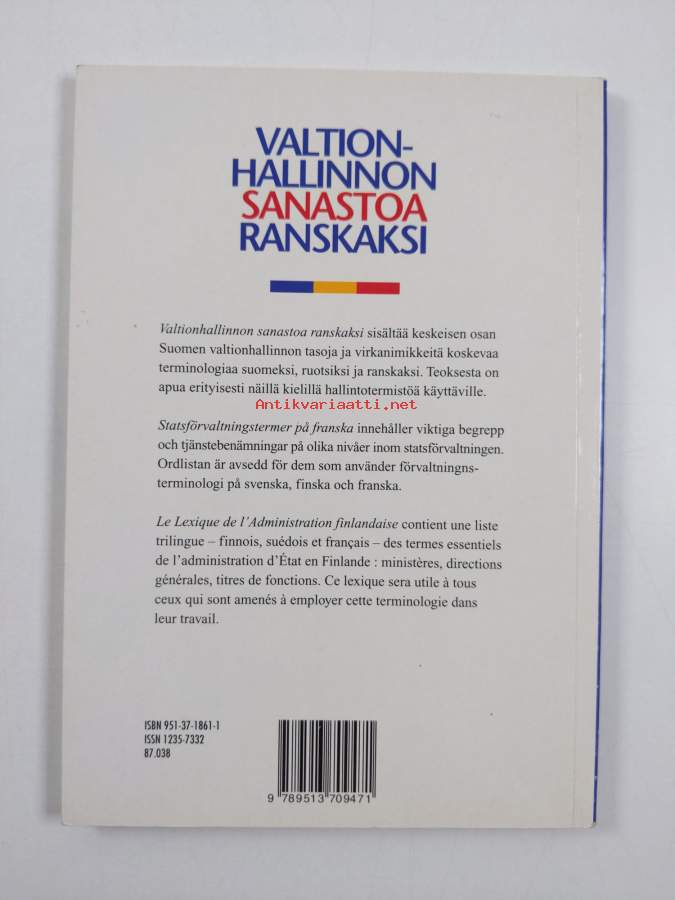 VALTION-
HALLINNON
SANASTOA
RANSKAKSI
Valtionhallinnon sanastoa ranskaksi sisältää keskeisen osan
Suomen valtionhallinnon tasoja ja virkanimikkeitä koskevaa
terminologiaa suomeksi, ruotsiksi ja ranskaksi. Teoksesta on
apua erityisesti näillä kielillä hallintotermistöä käyttäville.
Antikvariaatti.net
Statsförvaltningstermer på franska innehåller viktiga begrepp
och tjänstebenämningar på olika nivåer inom statsförvaltningen.
Ordlistan är avsedd för dem som använder förvaltningns-
terminologi på svenska, finska och franska.
Le Lexique de l'Administration finlandaise contient une liste
trilingue – finnois, suédois et français – des termes essentiels
de l'administration d'État en Finlande : ministères, directions
générales, titres de fonctions. Ce lexique sera utile à tous
ceux qui sont amenés à employer cette terminologie dans
leur travail.
ISBN 951-37-1861-1
ISSN 1235-7332
87.038
9 789513 709471